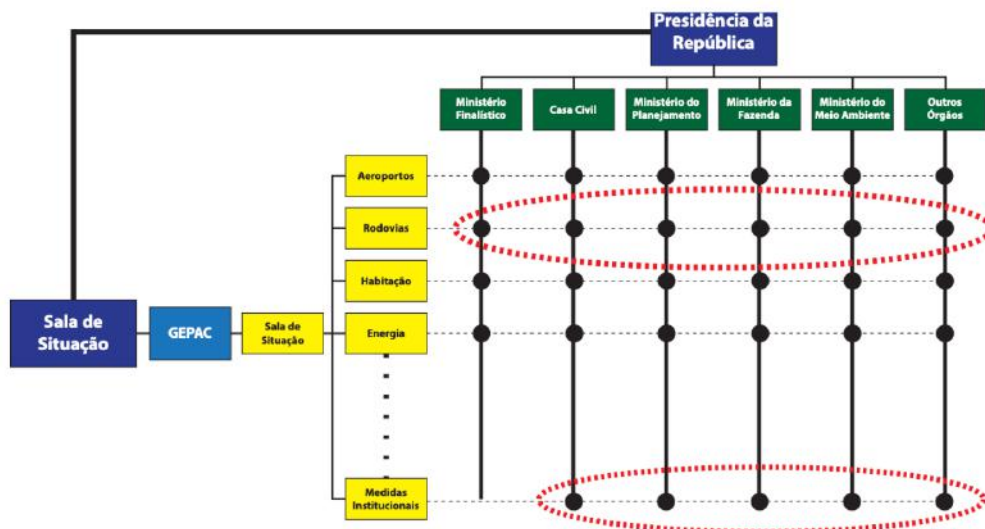 Presidência da
República
Ministério
Finalístico
Casa Civil
Ministério do
Planejamento
Ministério da
Fazenda
Ministério do
Meio Ambiente
Outros
Órgãos
Aeroportos
Rodovias
Habitação
Sala de
Situação
GEPAC
Sala de
Situação
Energia
Medidas
Institucionais